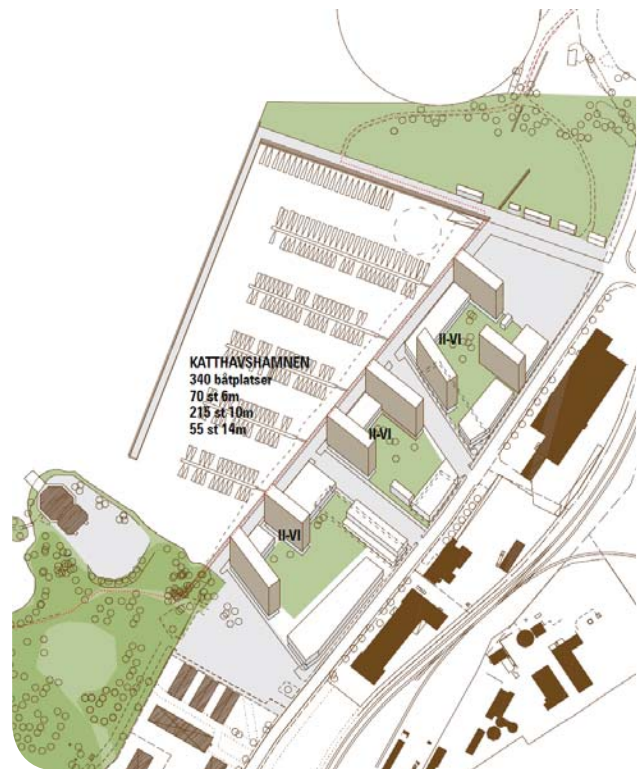 KATTHAVSHAMNEN
340 båtplatser
70 st 6m
215 st 10m
55 st 14m
II-VI
II-VI
II-VI